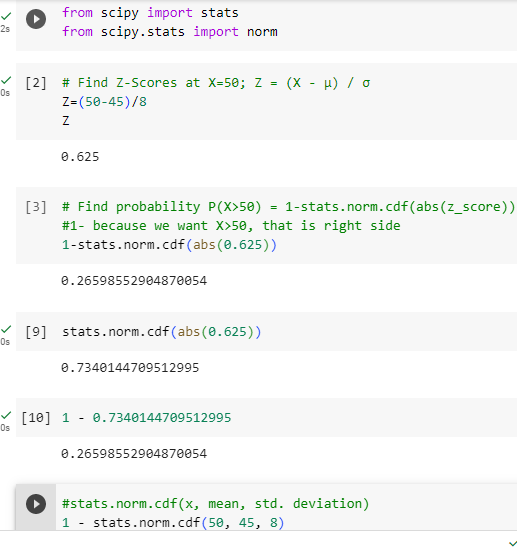 from scipy import stats
2s
from scipy.stats import norm
[2] # Find Z-Scores at X=50; Z = (X - μ) / σ
0s
Z=(50-45)/8
Z
0.625
[3] # Find probability P(X>50) = 1-stats.norm.cdf(abs(z_score))
#1- because we want X>50, that is right side
1-stats.norm.cdf(abs(0.625))
0.26598552904870054
[9] stats.norm.cdf(abs(0.625))
0s
0.7340144709512995
[10] 1 - 0.7340144709512995
0s
0.26598552904870054
#stats.norm.cdf(x, mean, std. deviation)
1 - stats.norm.cdf(50, 45, 8)